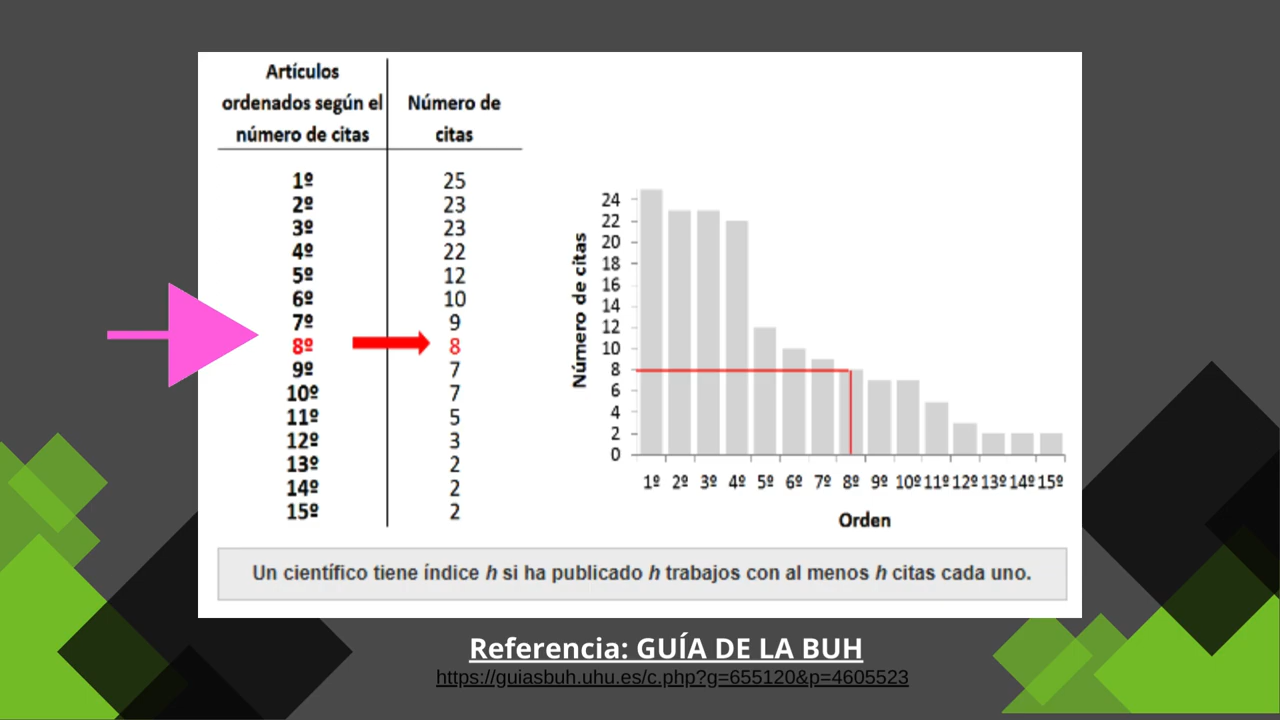 Artículos
ordenados según el
número de citas
Número de
citas
1º 25
2º 23
3º 23
4º 22
5º 12
6º 10
7º 9
8º 8
9º 7
10º 7
11º 5
12º 3
13º 2
14º 2
15º 2
Número de citas
24
22
20
18
16
14
12
10
8
6
4
2
0
1º 2º 3º 4º 5º 6º 7º 8º 9º 10º 11º 12º 13º 14º 15º
Orden
Un científico tiene índice h si ha publicado h trabajos con al menos h citas cada uno.
Referencia: GUÍA DE LA BUH
https://guiasbuh.uhu.es/c.php?g=655120&p=4605523